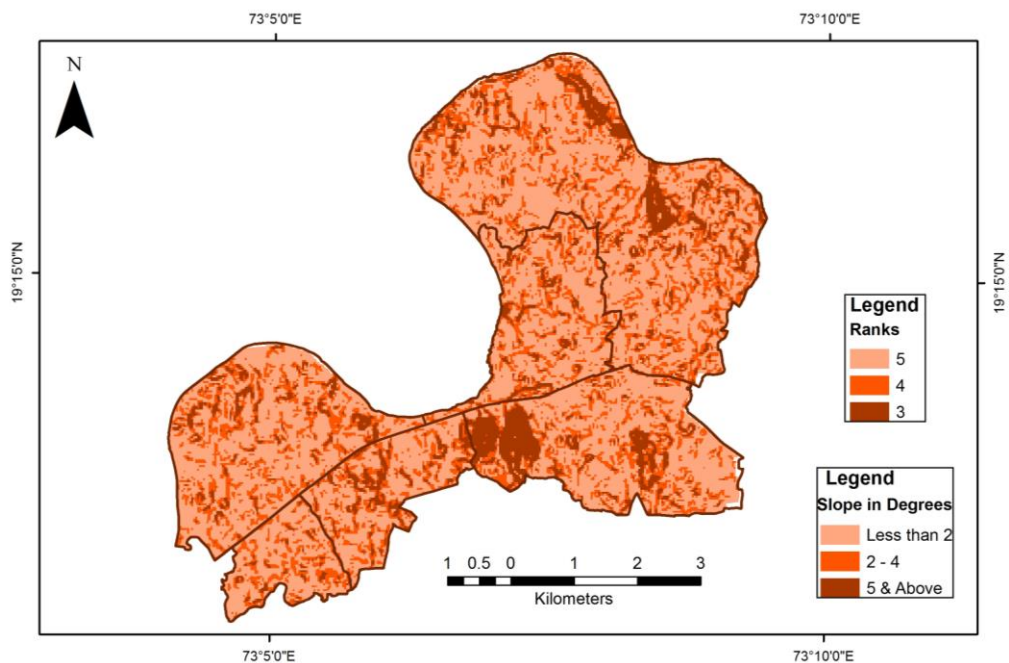 73°5'0"E 73°10'0"E
N
19°15'0"N
19°15'0"N
Legend
Ranks
5
4
3
Legend
Slope in Degrees
Less than 2
2 - 4
5 & Above
1 0.5 0 1 2 3
Kilometers
73°5'0"E 73°10'0"E